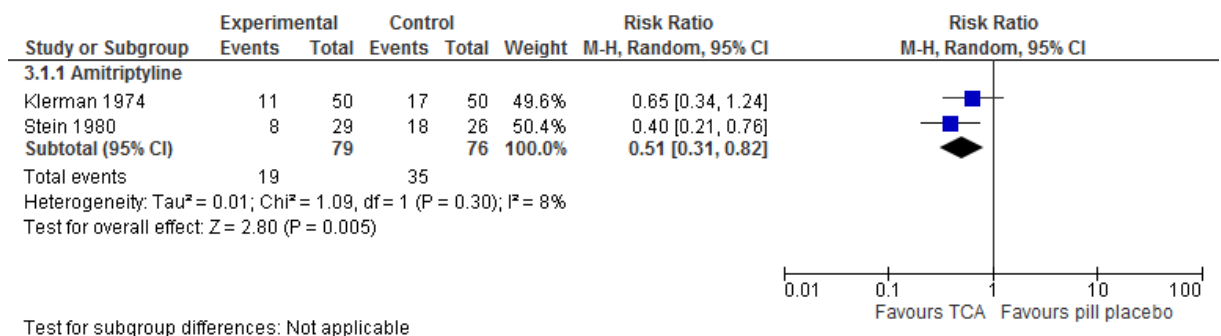 Experimental Control Risk Ratio Risk Ratio
Study or Subgroup Events Total Events Total Weight M-H, Random, 95% CI M-H, Random, 95% CI
3.1.1 Amitriptyline
Klerman 1974 11 50 17 50 49.6% 0.65 [0.34, 1.24]
Stein 1980 8 29 18 26 50.4% 0.40 [0.21, 0.76]
Subtotal (95% CI) 79 76 100.0% 0.51 [0.31, 0.82]
Total events 19 35
Heterogeneity: Tau² = 0.01; Chi² = 1.09, df = 1 (P = 0.30); I² = 8%
Test for overall effect: Z = 2.80 (P = 0.005)
0.01 0.1 1 10 100
Favours TCA Favours pill placebo
Test for subgroup differences: Not applicable